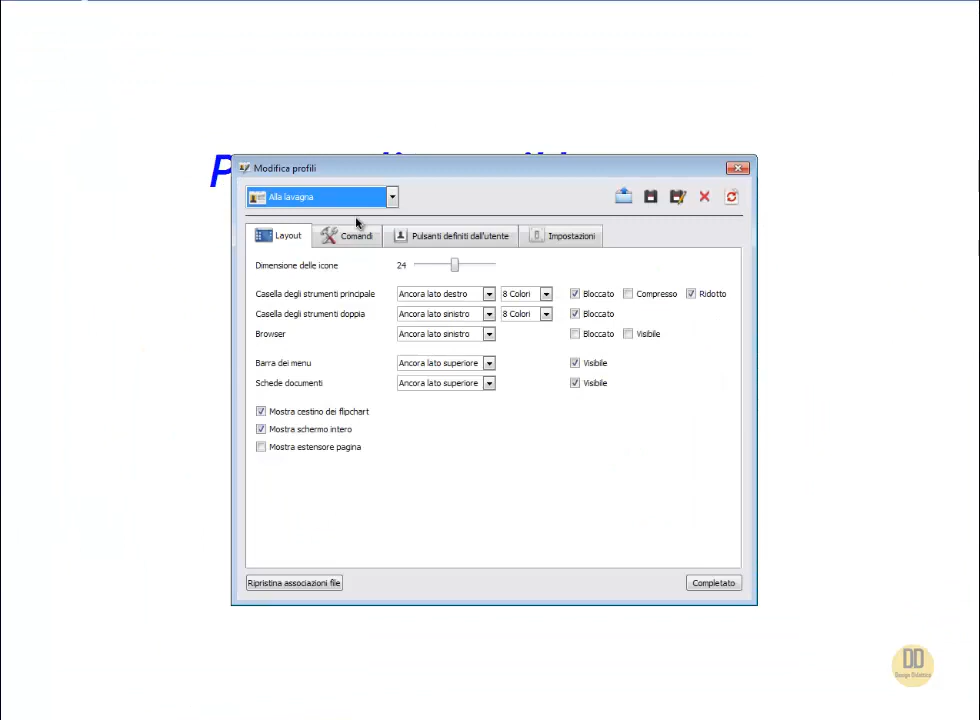 P
Modifica profili
Alla lavagna
Layout Comandi Pulsanti definiti dall'utente Impostazioni
Dimensione delle icone 24
Casella degli strumenti principale Ancora lato destro 8 Colori Bloccato Compresso Ridotto
Casella degli strumenti doppia Ancora lato sinistro 8 Colori Bloccato
Browser Ancora lato sinistro Bloccato Visibile
Barra dei menu Ancora lato superiore Visibile
Schede documenti Ancora lato superiore Visibile
Mostra cestino dei flipchart
Mostra schermo intero
Mostra estensore pagina
Ripristina associazioni file Completato
DD